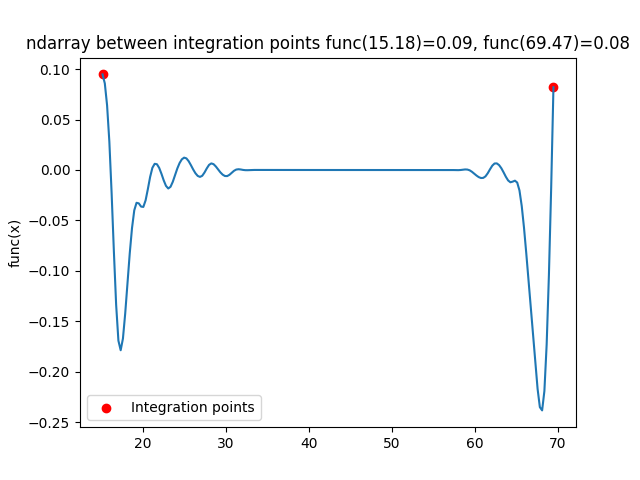 ndarray between integration points func(15.18)=0.09, func(69.47)=0.08
0.10
0.05
0.00
−0.05
−0.10
−0.15
−0.20
−0.25
func(x)
Integration points
20 30 40 50 60 70